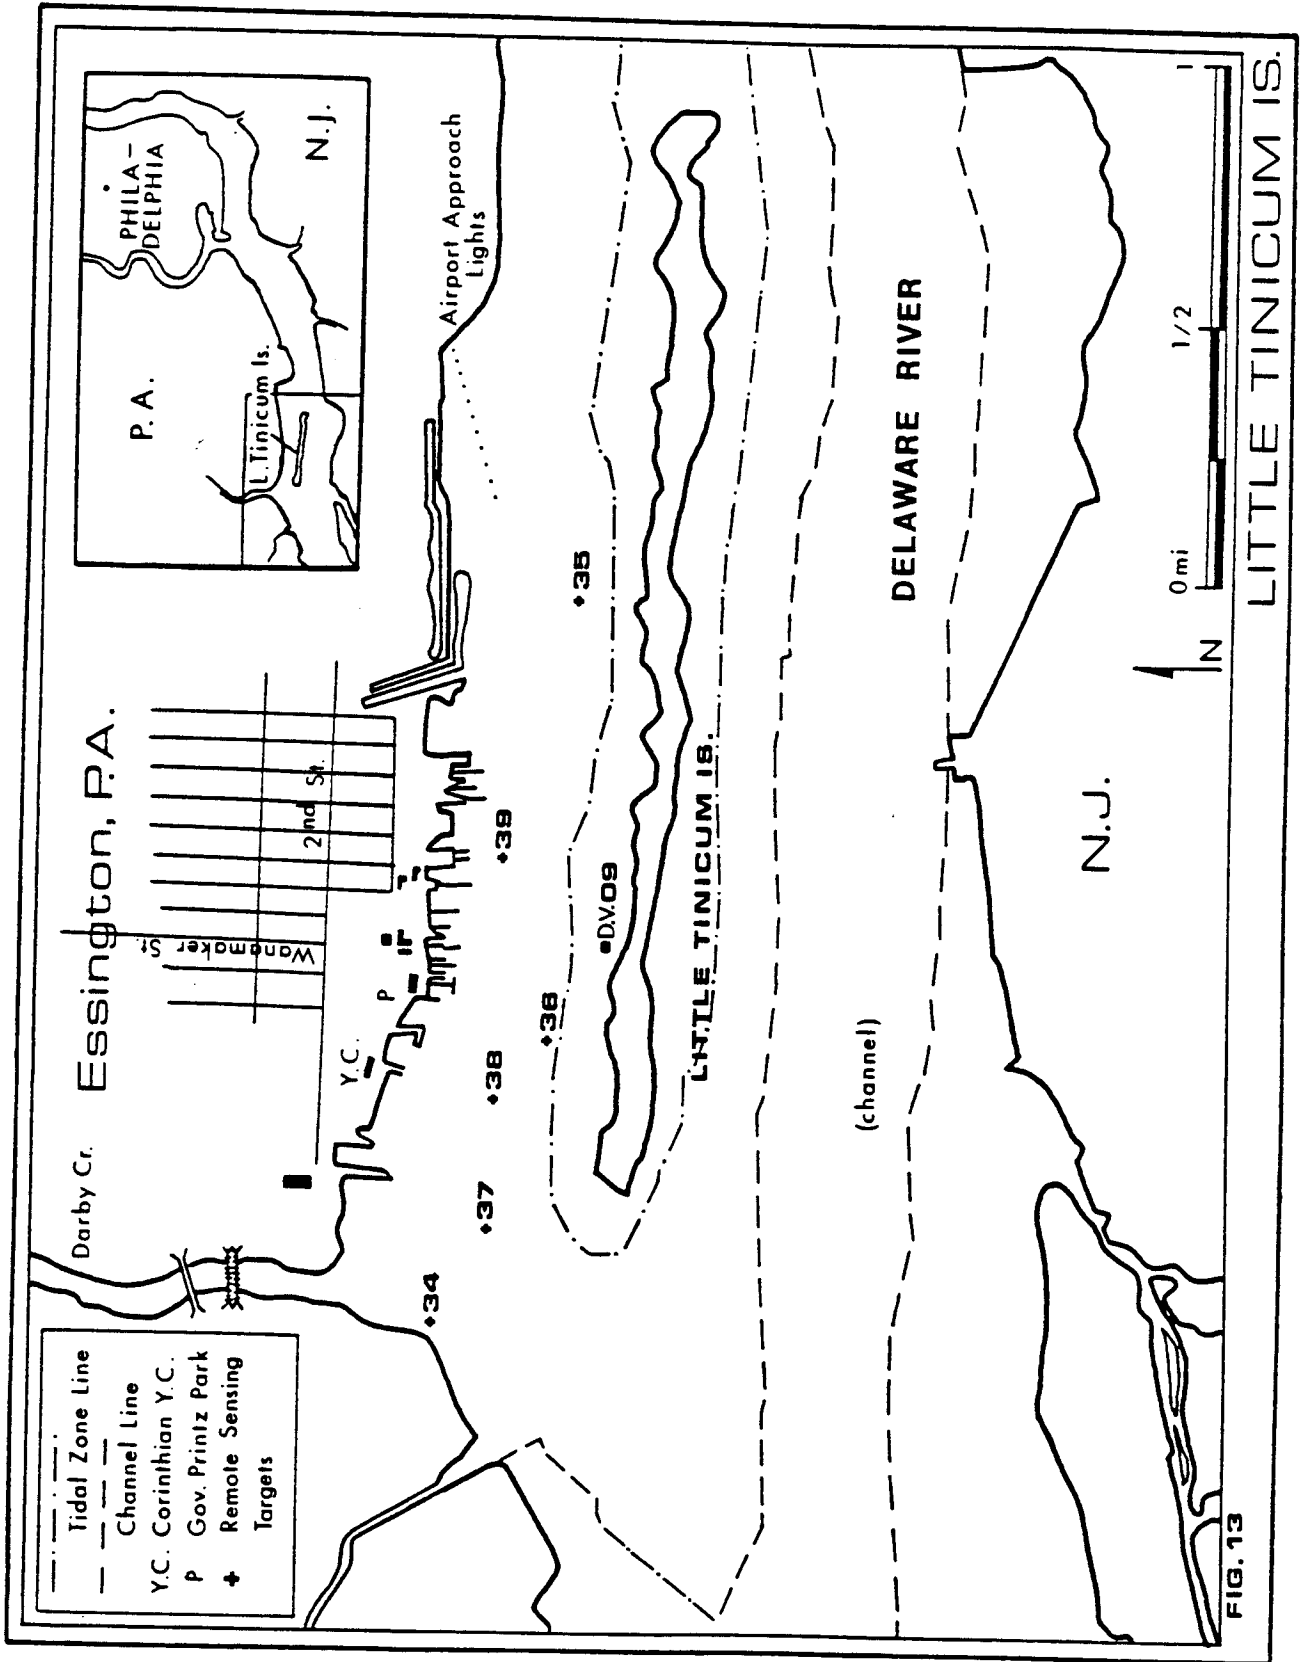 Tidal Zone Line
Channel Line
Y.C. Corinthian Y.C.
P Gov. Printz Park
+ Remote Sensing
Targets
Darby Cr.
Essington, P.A.
Wanamaker St.
2nd St.
Y.C.
P
P.A.
PHILA-
DELPHIA
N.J.
L. Tinicum Is.
Airport Approach
Lights
+34
+37
+38
+36
+39
+35
D.V.09
LITTLE TINICUM IS.
DELAWARE RIVER
(channel)
N.J.
N
0mi 1/2 1
FIG. 13
LITTLE TINICUM IS.